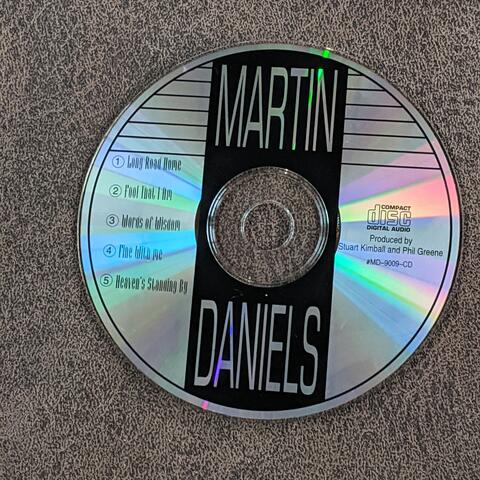 MARTIN
① Long Road Home
② Fool That I Am
③ Words of Wisdom
④ Fine With me
⑤ Heaven's Standing By
COMPACT
disc
DIGITAL AUDIO
Produced by
Stuart Kimball and Phil Greene
#MD-9009-CD
DANIELS